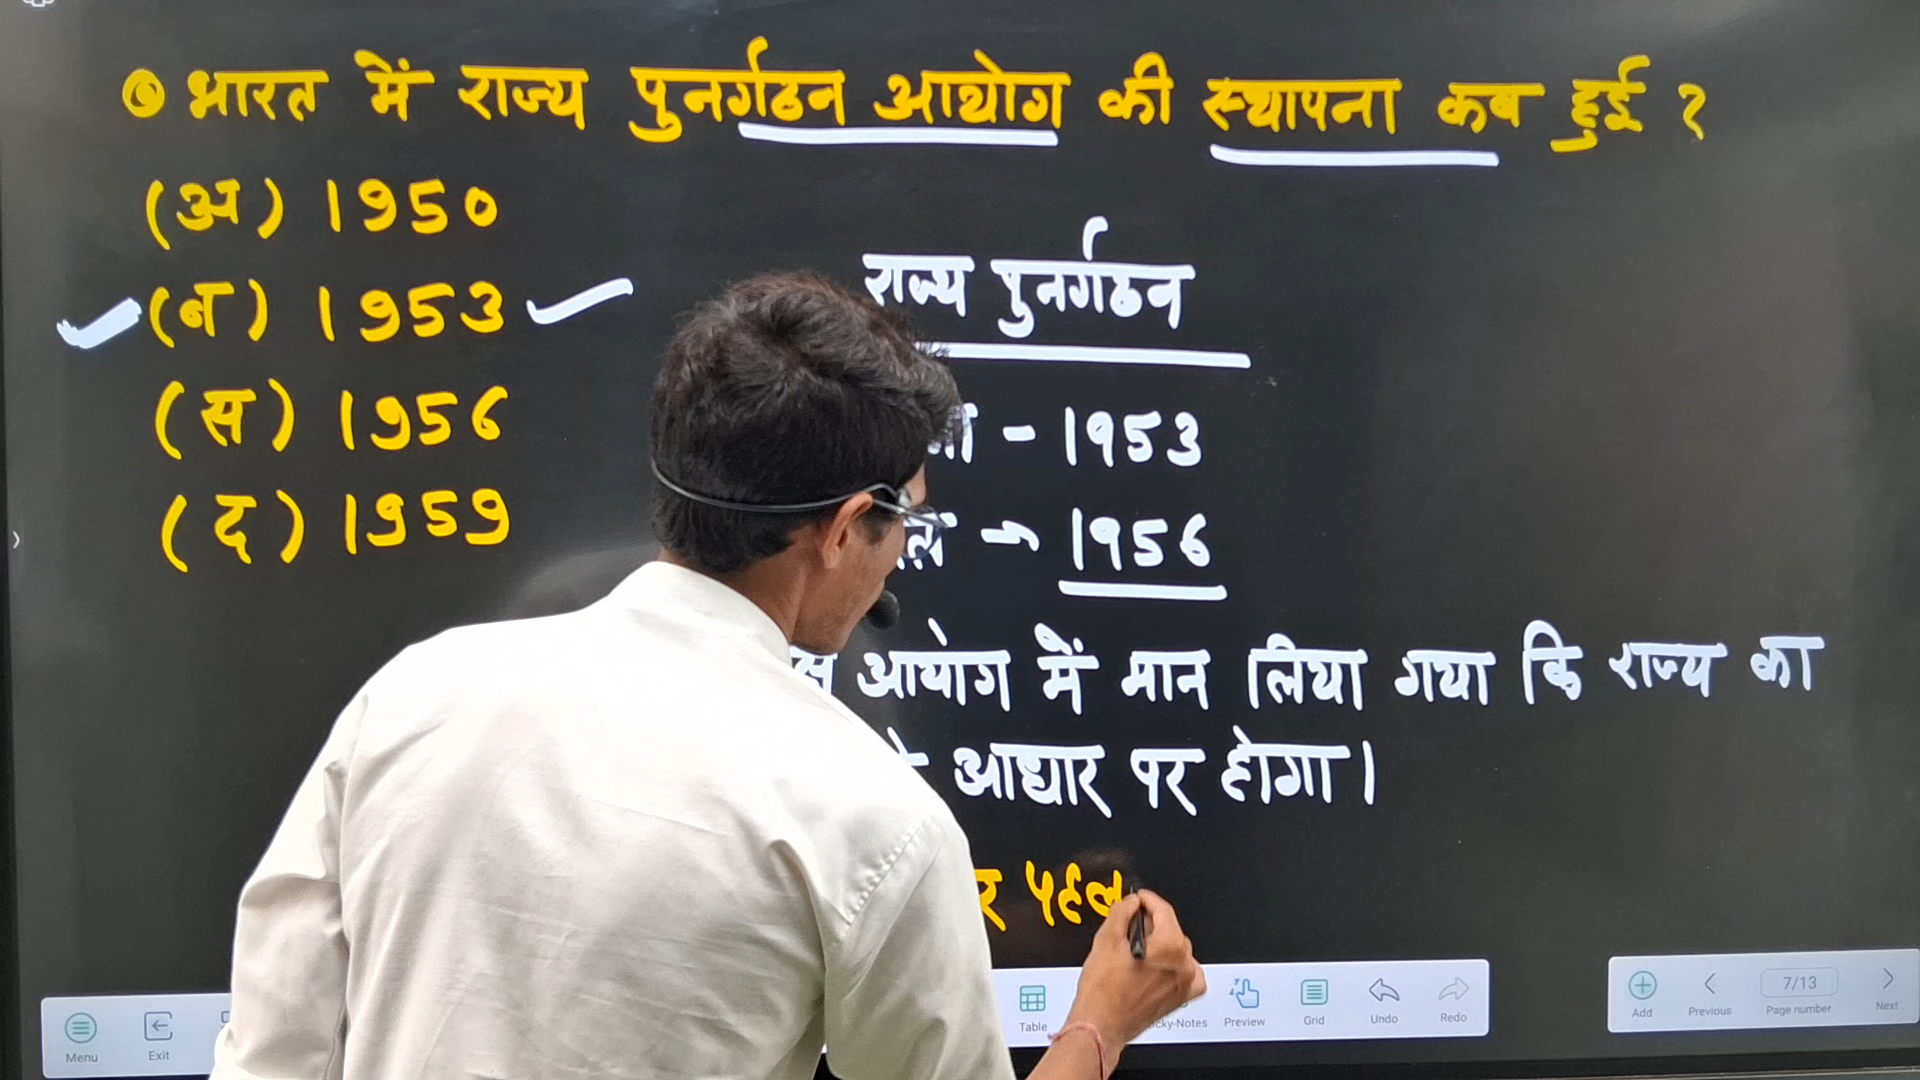 भारत में राज्य पुनर्गठन आयोग की स्थापना कब हुई ?
(अ) 1950
(ब) 1953
(स) 1956
(द) 1959
राज्य पुनर्गठन
- 1953
→ 1956
आयोग में मान लिया गया कि राज्य का
आधार पर होगा।
Menu
Exit
Table
Preview
Grid
Undo
Redo
Add
Previous
7/13
Page number
Next